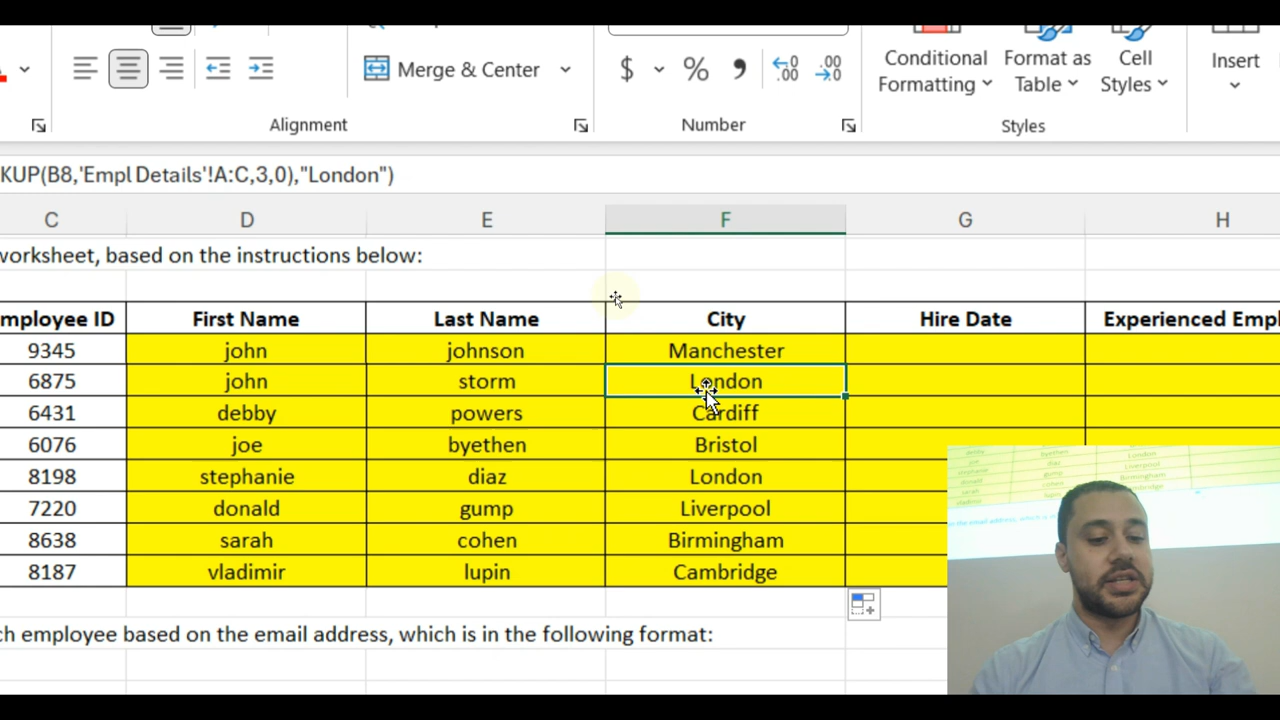 $ % 
Merge & Center
Conditional Formatting
Format as Table
Cell Styles
Insert
Alignment
Number
Styles
KUP(B8,'Empl Details'!A:C,3,0),"London")
C D E F G H
worksheet, based on the instructions below:
mployee ID First Name Last Name City Hire Date Experienced Empl
9345 john johnson Manchester
6875 john storm London
6431 debby powers Cardiff
6076 joe byethen Bristol
8198 stephanie diaz London
7220 donald gump Liverpool
8638 sarah cohen Birmingham
8187 vladimir lupin Cambridge
ch employee based on the email address, which is in the following format: